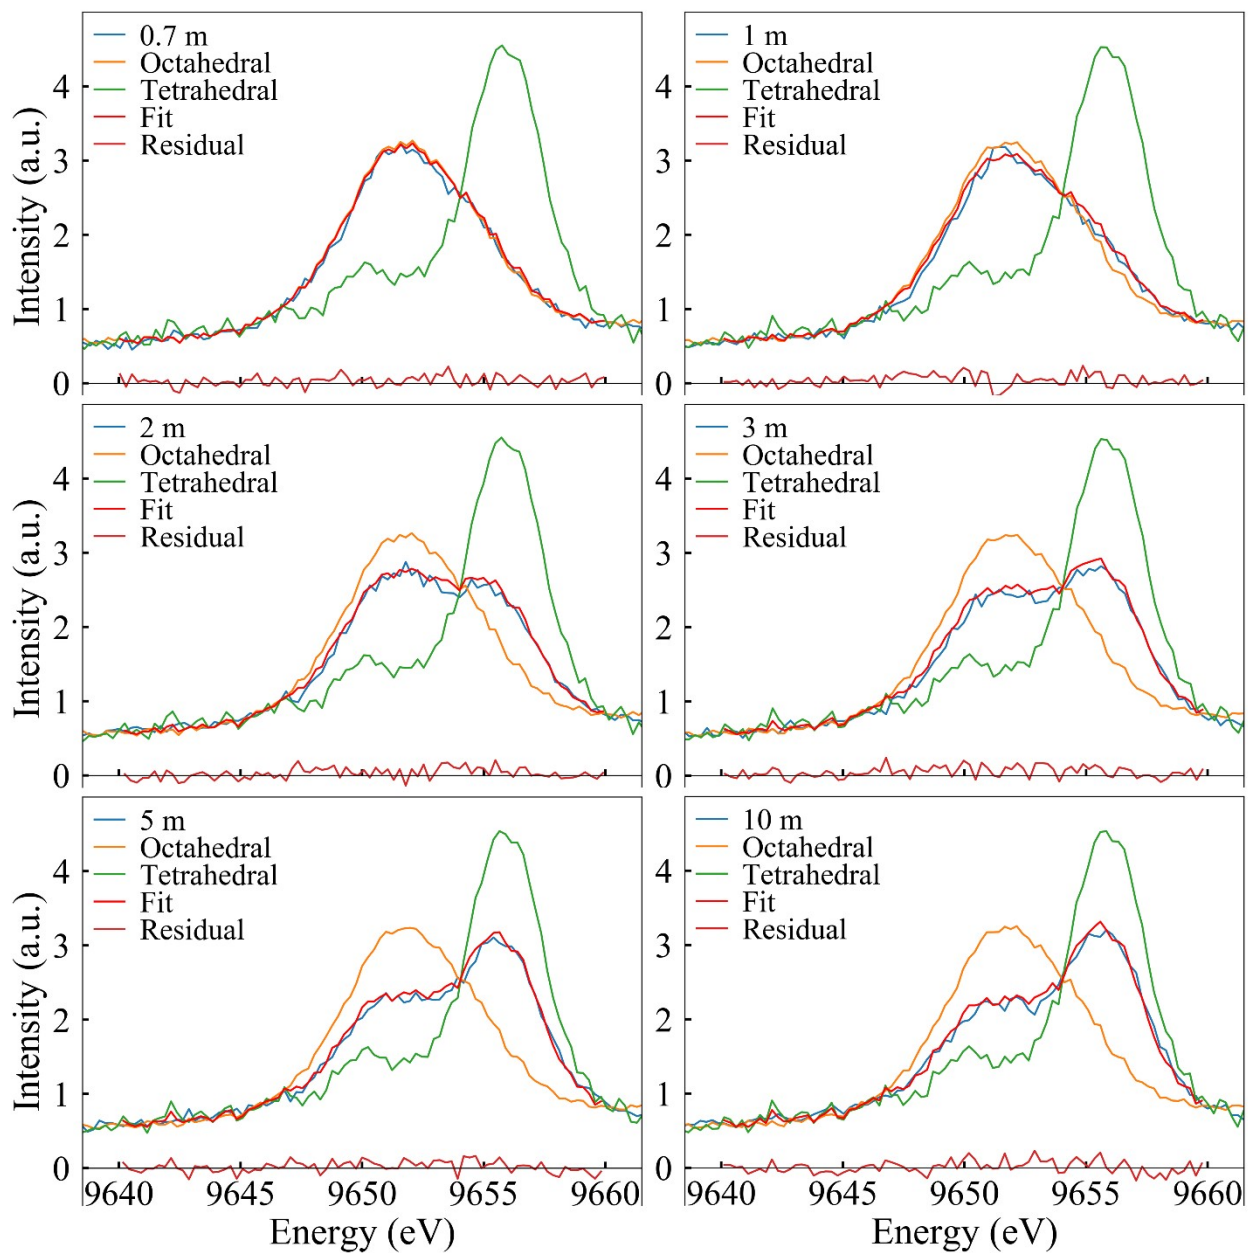 0.7 m
Octahedral
Tetrahedral
Fit
Residual
4
3
2
1
0
Intensity (a.u.)
1 m
Octahedral
Tetrahedral
Fit
Residual
4
3
2
1
0
2 m
Octahedral
Tetrahedral
Fit
Residual
4
3
2
1
0
Intensity (a.u.)
3 m
Octahedral
Tetrahedral
Fit
Residual
4
3
2
1
0
5 m
Octahedral
Tetrahedral
Fit
Residual
4
3
2
1
0
Intensity (a.u.)
9640 9645 9650 9655 9660
Energy (eV)
10 m
Octahedral
Tetrahedral
Fit
Residual
4
3
2
1
0
9640 9645 9650 9655 9660
Energy (eV)